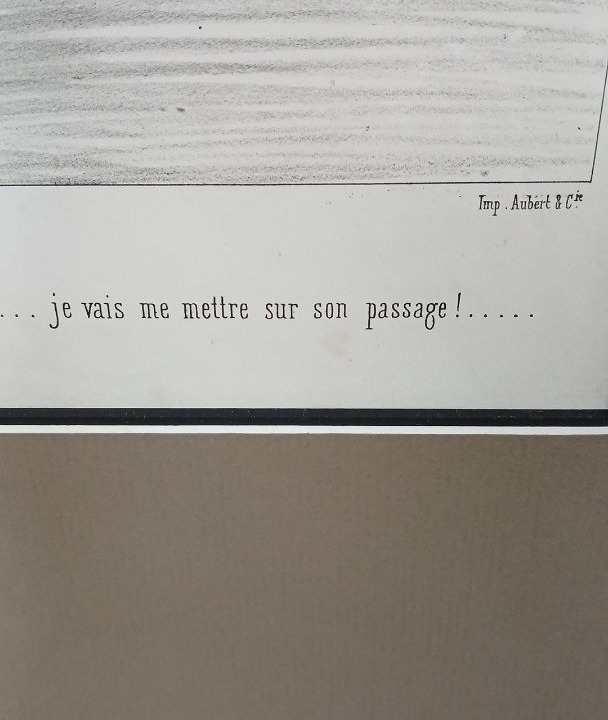 Imp. Aubert & Cie
... je vais me mettre sur son passage !.....